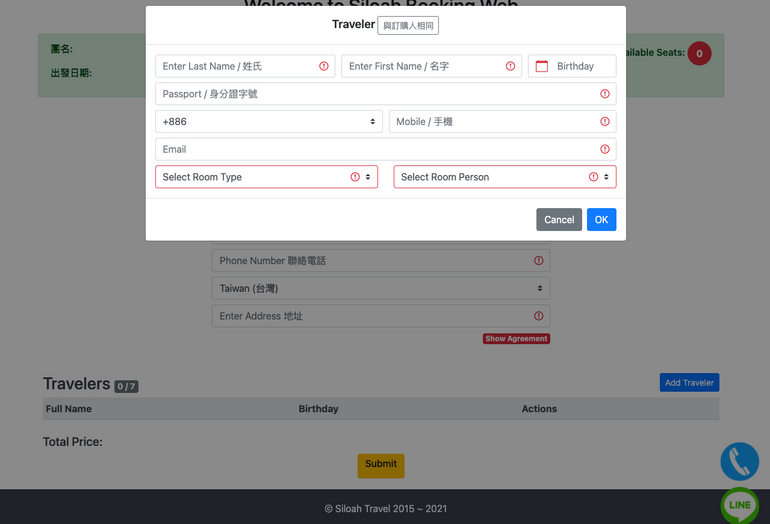 Welcome to Siloah Booking Web
Traveler 與訂購人相同
團名:
出發日期:
ailable Seats: 0
Enter Last Name / 姓氏
Enter First Name / 名字
Birthday
Passport / 身分證字號
+886
Mobile / 手機
Email
Select Room Type
Select Room Person
Cancel
OK
Phone Number 聯絡電話
Taiwan (台灣)
Enter Address 地址
Show Agreement
Travelers 0 / 7
Add Traveler
Full Name Birthday Actions
Total Price:
Submit
© Siloah Travel 2015 ~ 2021
LINE